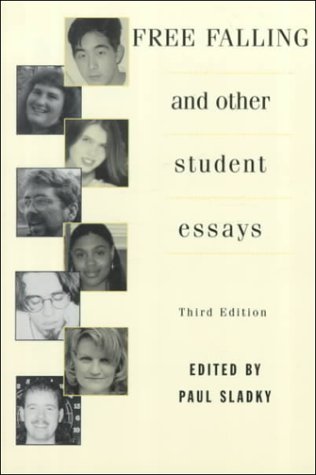 FREE FALLING
and other
student
essays
Third Edition
EDITED BY
PAUL SLADKY